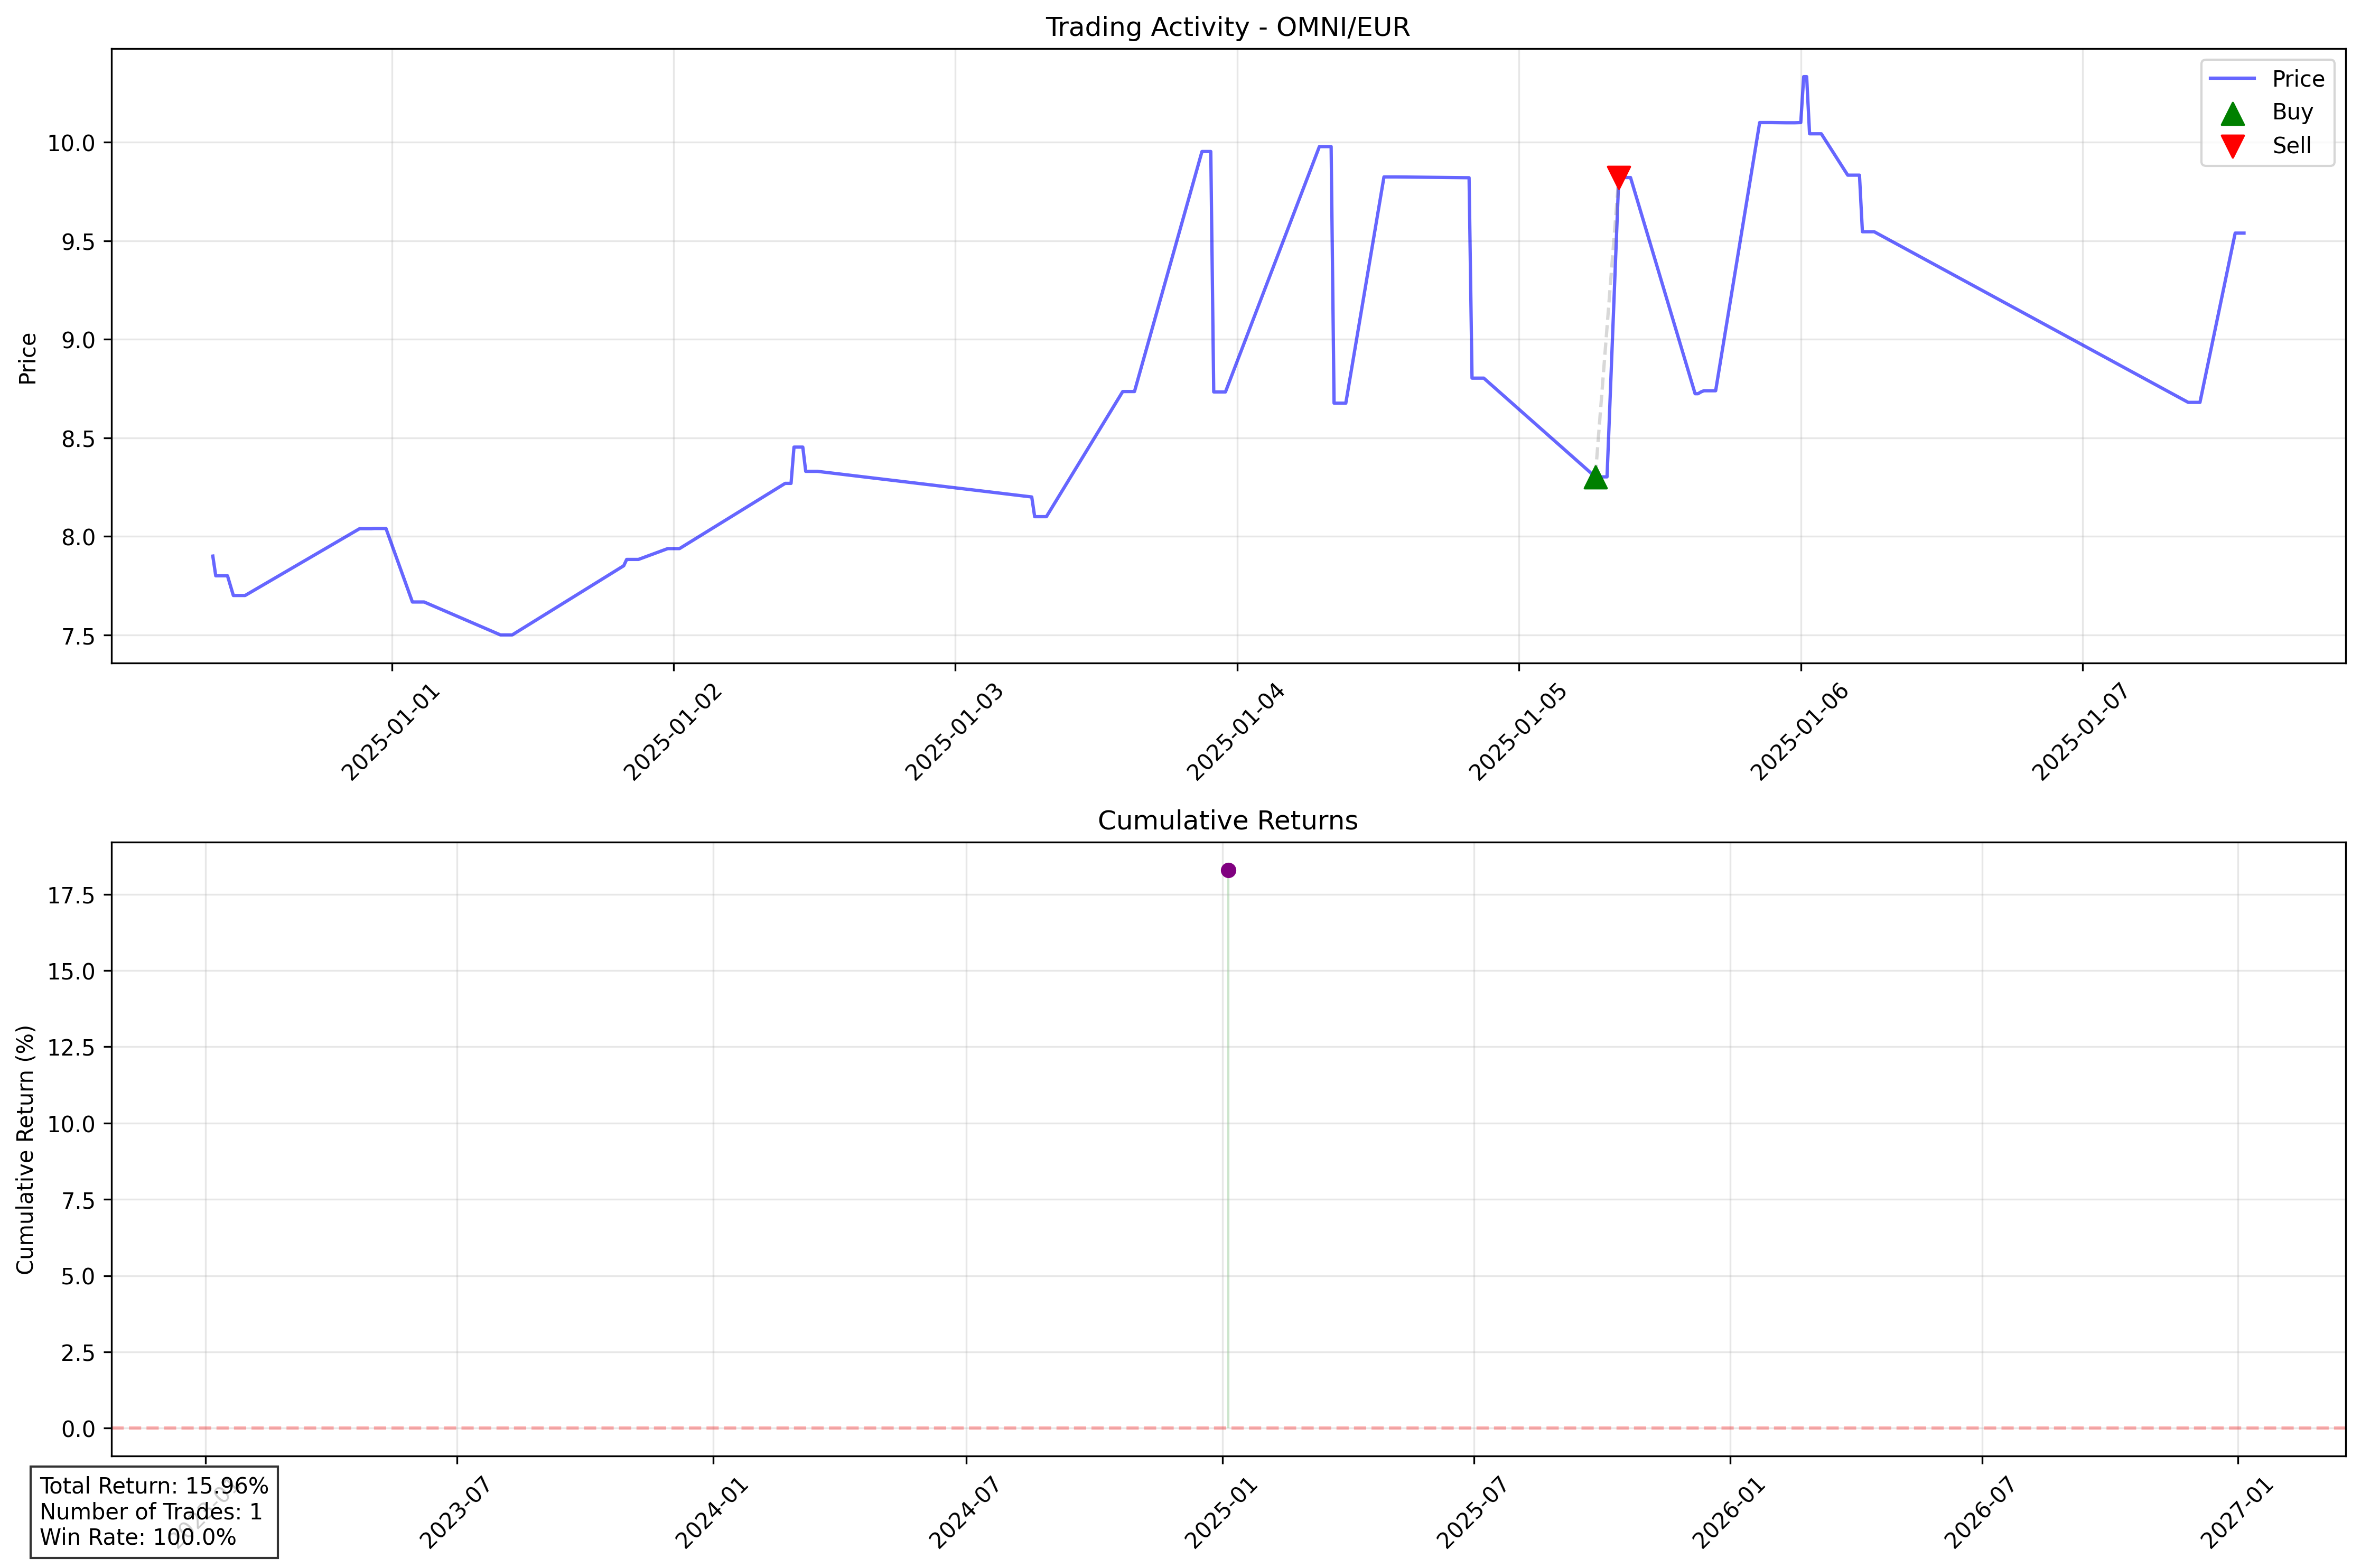 Trading Activity - OMNI/EUR
Price
10.0
9.5
9.0
8.5
8.0
7.5
Price
Buy
Sell
2025-01-01
2025-01-02
2025-01-03
2025-01-04
2025-01-05
2025-01-06
2025-01-07
Cumulative Returns
Cumulative Return (%)
17.5
15.0
12.5
10.0
7.5
5.0
2.5
0.0
2023-07
2024-01
2024-07
2025-01
2025-07
2026-01
2026-07
2027-01
Total Return: 15.96%
Number of Trades: 1
Win Rate: 100.0%